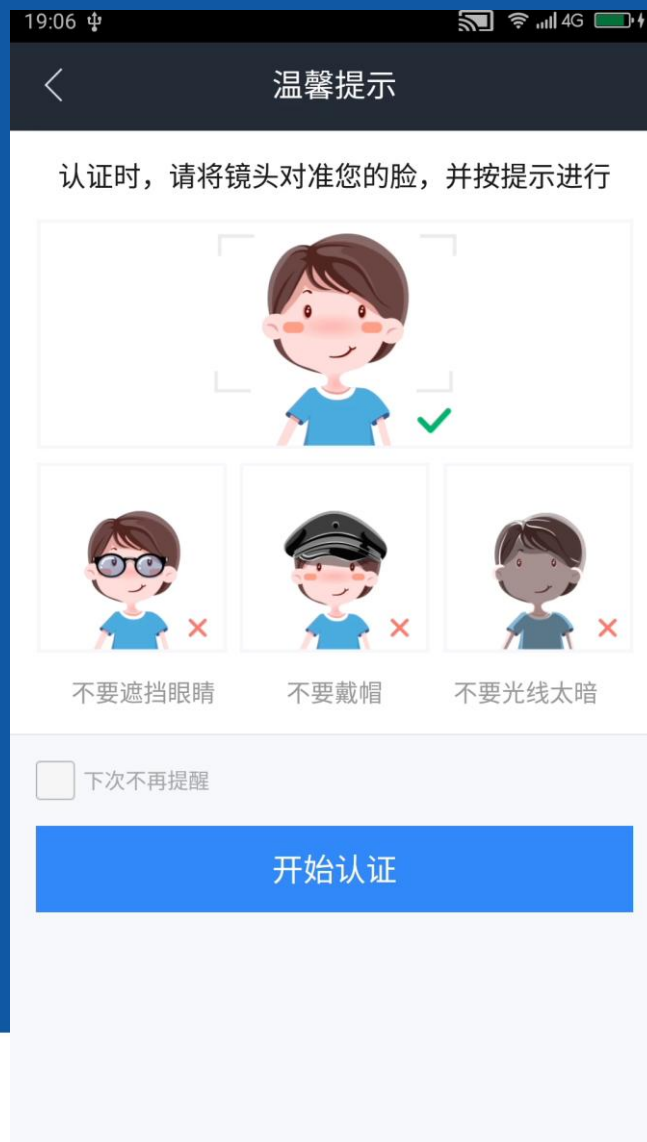 19:06 4G
温馨提示
认证时，请将镜头对准您的脸，并按提示进行
不要遮挡眼睛 不要戴帽 不要光线太暗
下次不再提醒
开始认证